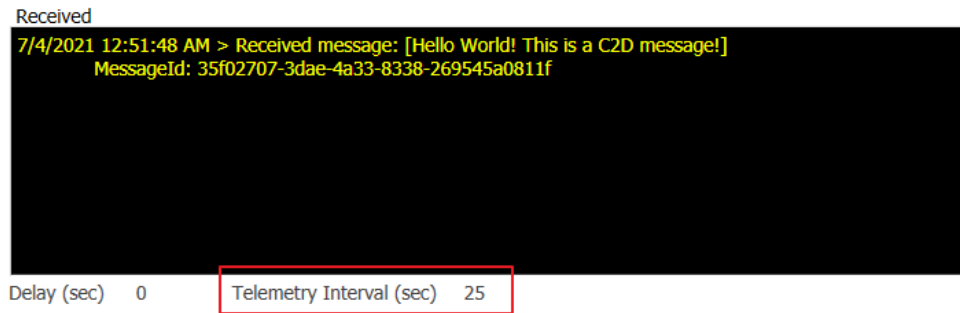 Received
7/4/2021 12:51:48 AM > Received message: [Hello World! This is a C2D message!]
MessageId: 35f02707-3dae-4a33-8338-269545a0811f
Delay (sec) 0 Telemetry Interval (sec) 25